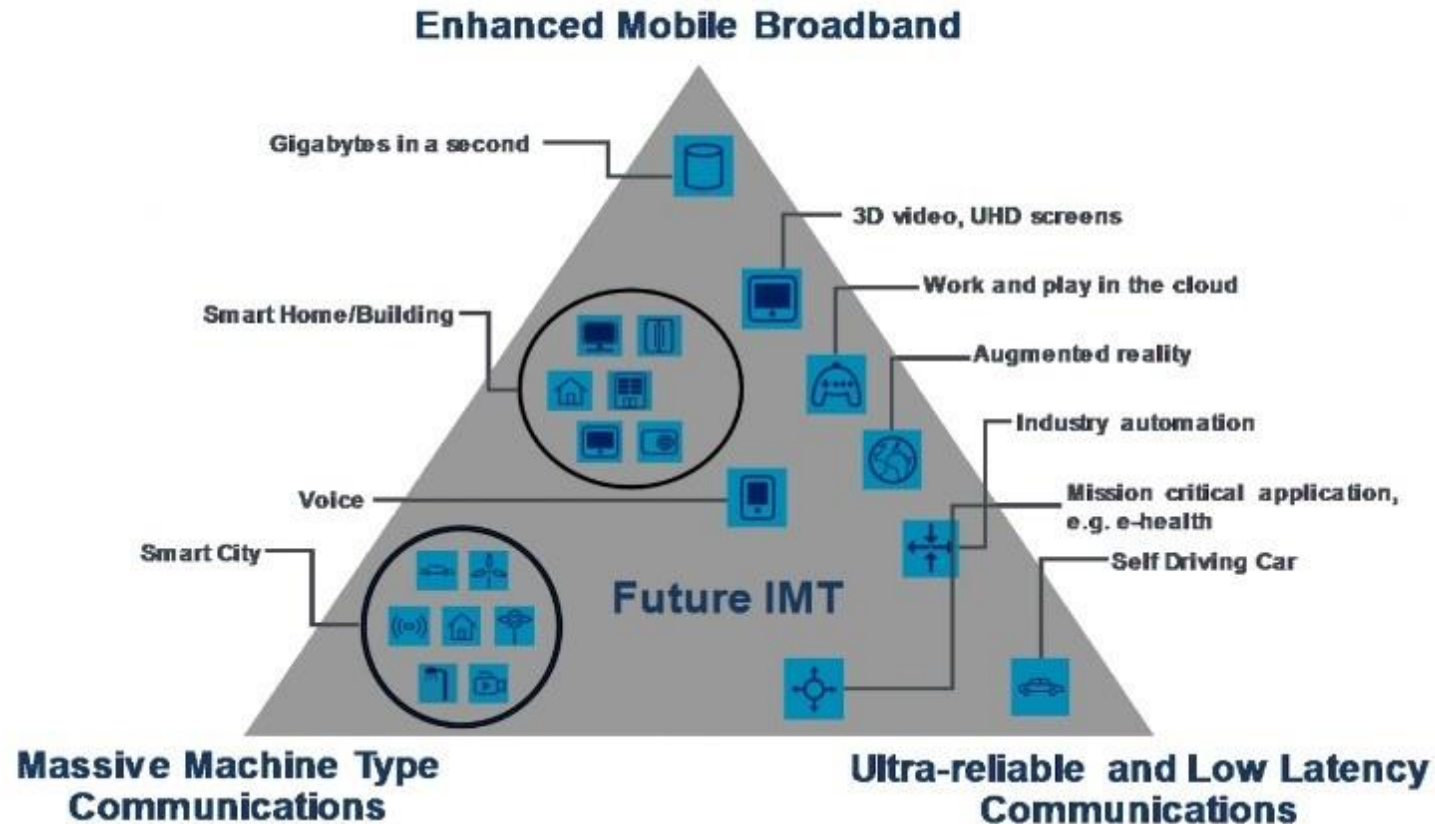 Enhanced Mobile Broadband
Gigabytes in a second
3D video, UHD screens
Work and play in the cloud
Smart Home/Building
Augmented reality
Industry automation
Voice
Mission critical application,
e.g. e-health
Smart City
Self Driving Car
Future IMT
Massive Machine Type
Communications
Ultra-reliable and Low Latency
Communications